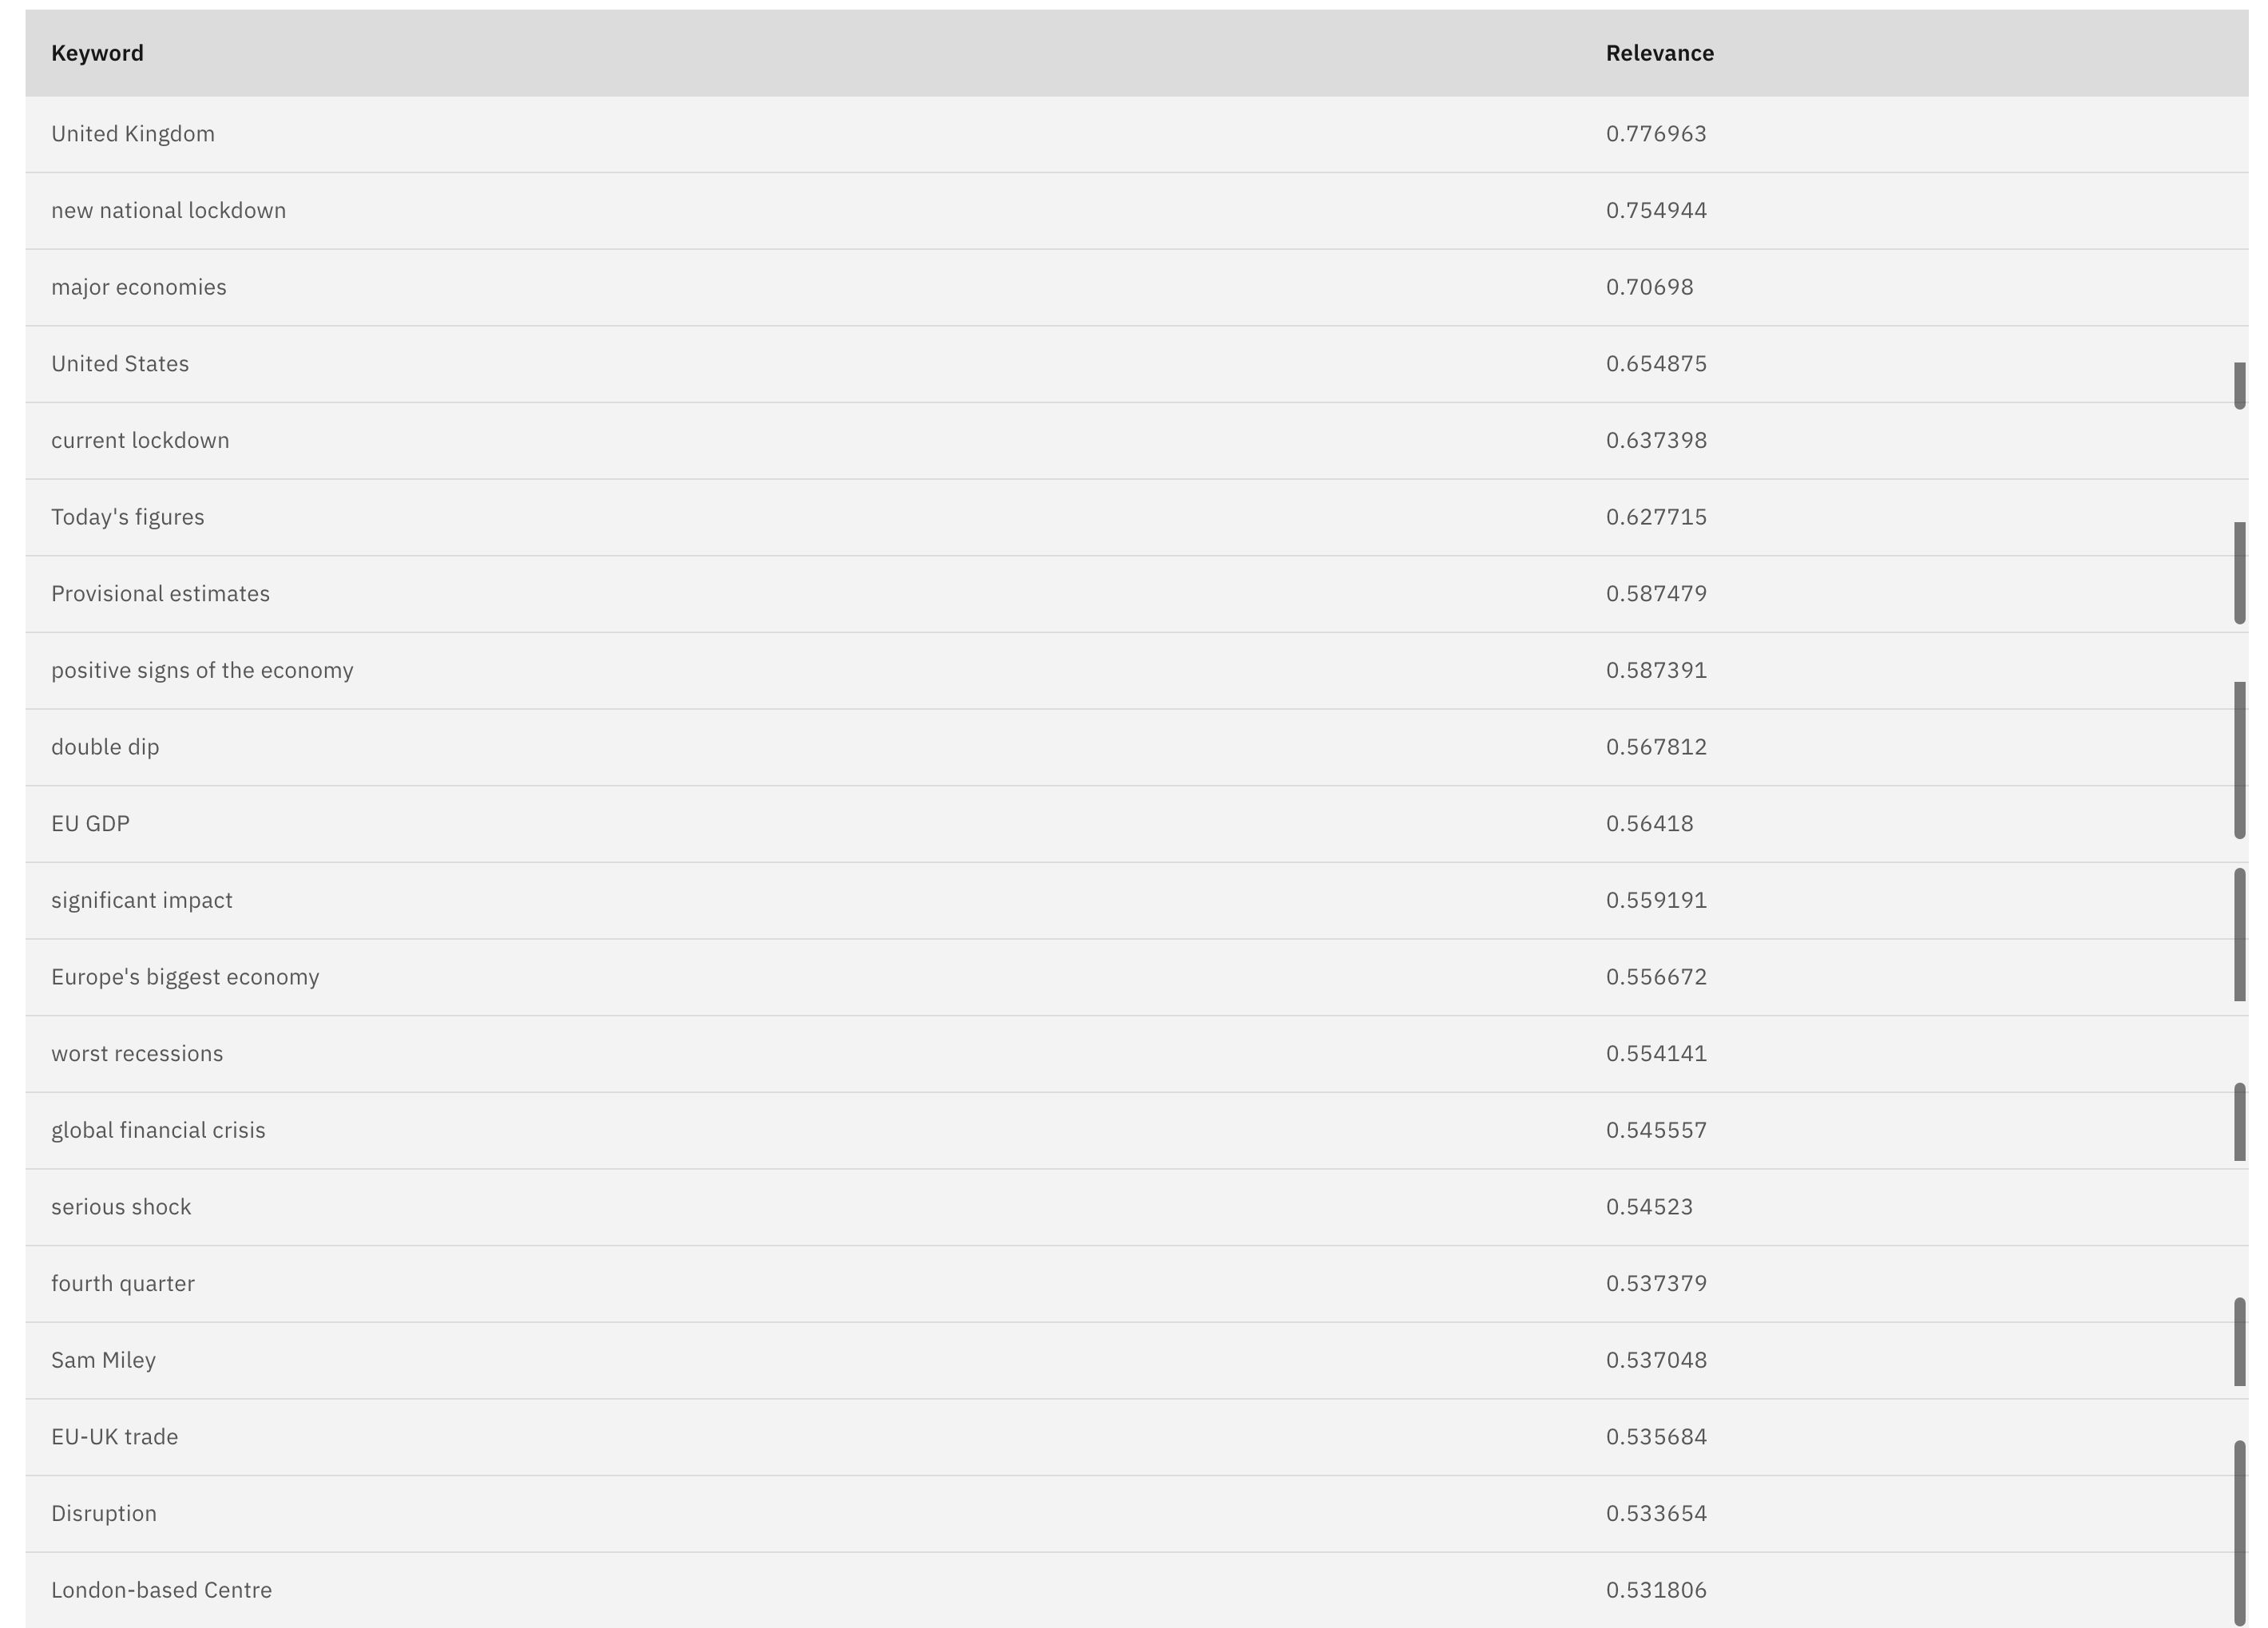 Keyword Relevance
United Kingdom 0.776963
new national lockdown 0.754944
major economies 0.70698
United States 0.654875
current lockdown 0.637398
Today's figures 0.627715
Provisional estimates 0.587479
positive signs of the economy 0.587391
double dip 0.567812
EU GDP 0.56418
significant impact 0.559191
Europe's biggest economy 0.556672
worst recessions 0.554141
global financial crisis 0.545557
serious shock 0.54523
fourth quarter 0.537379
Sam Miley 0.537048
EU-UK trade 0.535684
Disruption 0.533654
London-based Centre 0.531806